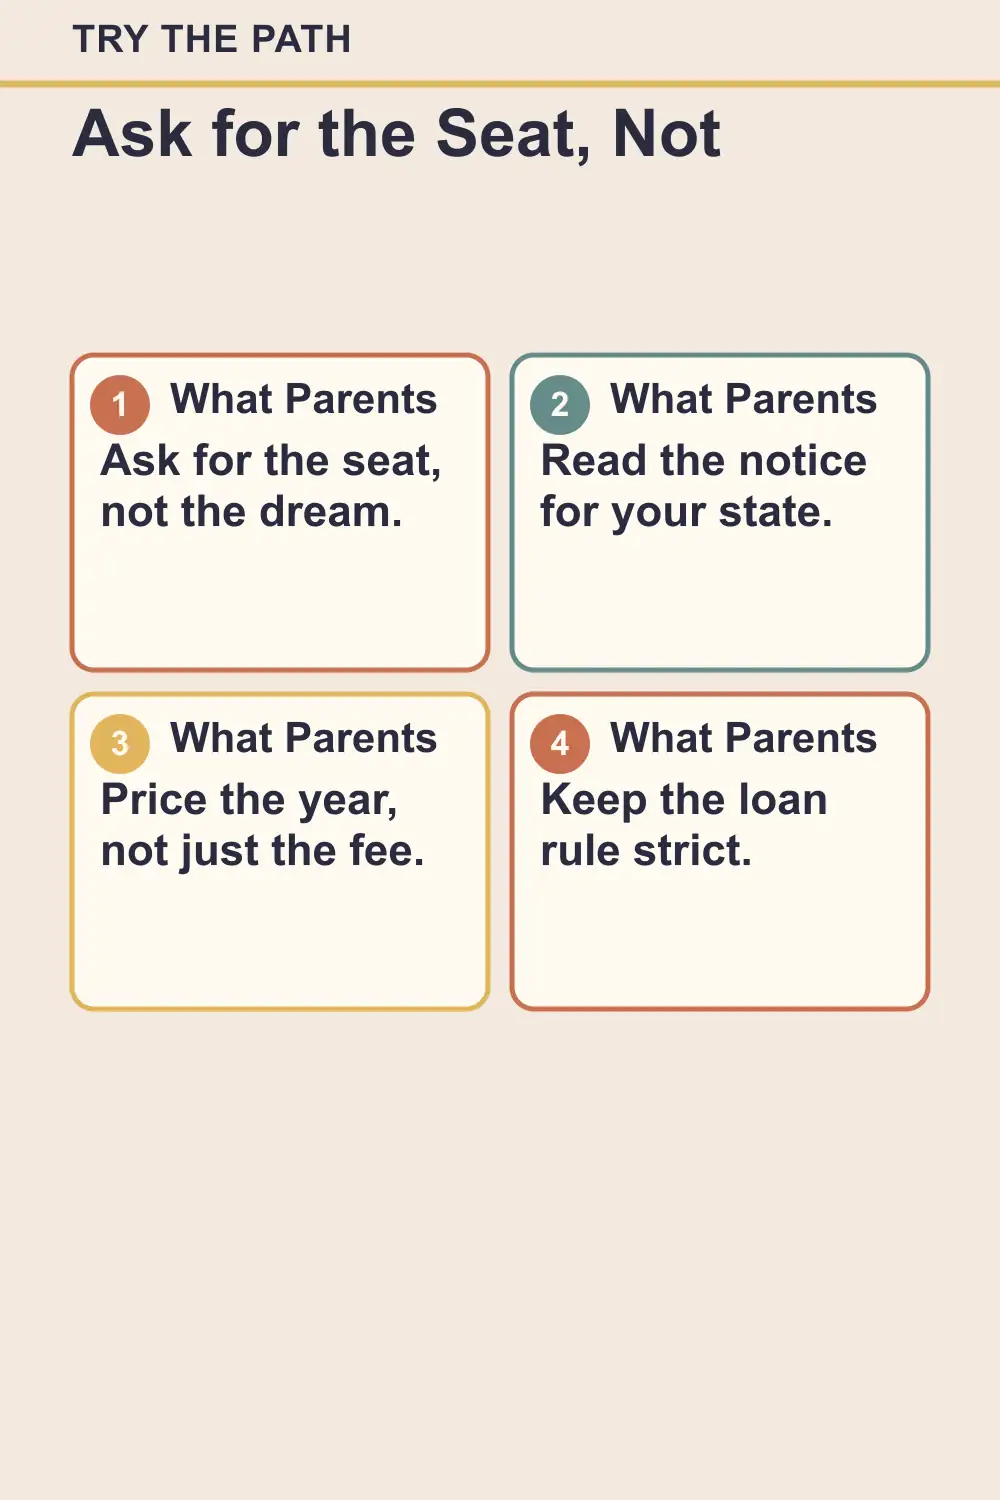 TRY THE PATH
Ask for the Seat, Not
1 What Parents
Ask for the seat,
not the dream.
2 What Parents
Read the notice
for your state.
3 What Parents
Price the year,
not just the fee.
4 What Parents
Keep the loan
rule strict.